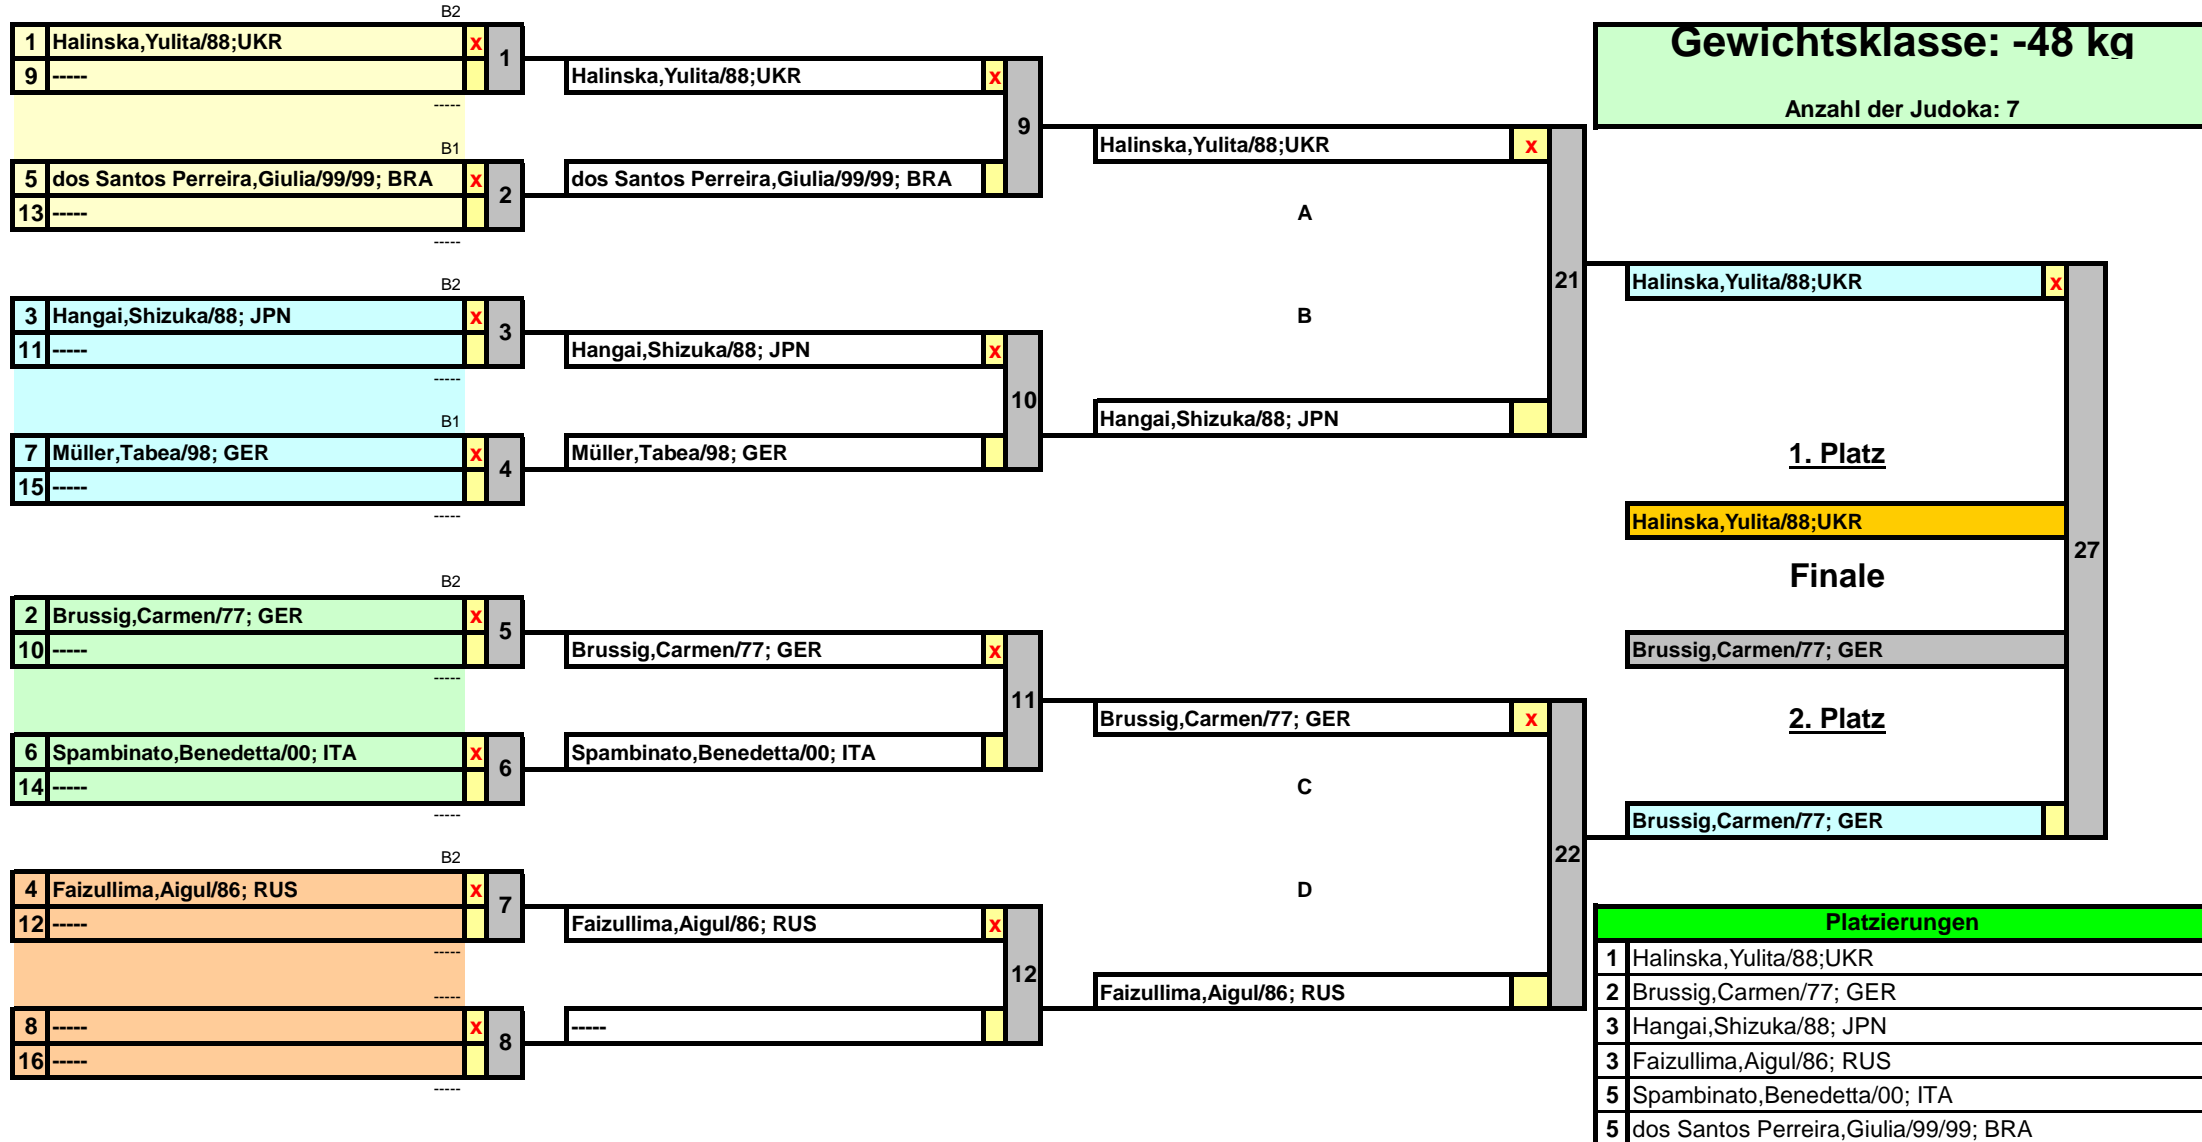 B2
1 Halinska,Yulita/88;UKR x 1
9 -----
-----
B1
5 dos Santos Perreira,Giulia/99/99; BRA x 2
13 -----
-----
B2
3 Hangai,Shizuka/88; JPN x 3
11 -----
-----
B1
7 Müller,Tabea/98; GER x 4
15 -----
-----
B2
2 Brussig,Carmen/77; GER x 5
10 -----
-----
6 Spambinato,Benedetta/00; ITA x 6
14 -----
-----
B2
4 Faizullima,Aigul/86; RUS x 7
12 -----
-----
-----
8 ----- x 8
16 -----
-----
Halinska,Yulita/88;UKR x
9
dos Santos Perreira,Giulia/99/99; BRA
Hangai,Shizuka/88; JPN x
10
Müller,Tabea/98; GER
Brussig,Carmen/77; GER x
11
Spambinato,Benedetta/00; ITA
Faizullima,Aigul/86; RUS x
12
-----
Halinska,Yulita/88;UKR x
A
21
B
Hangai,Shizuka/88; JPN
Brussig,Carmen/77; GER x
C
22
D
Faizullima,Aigul/86; RUS
Gewichtsklasse: -48 kg
Anzahl der Judoka: 7
Halinska,Yulita/88;UKR x
1. Platz
Halinska,Yulita/88;UKR
27
Finale
Brussig,Carmen/77; GER
2. Platz
Brussig,Carmen/77; GER
Platzierungen
1 Halinska,Yulita/88;UKR
2 Brussig,Carmen/77; GER
3 Hangai,Shizuka/88; JPN
3 Faizullima,Aigul/86; RUS
5 Spambinato,Benedetta/00; ITA
5 dos Santos Perreira,Giulia/99/99; BRA